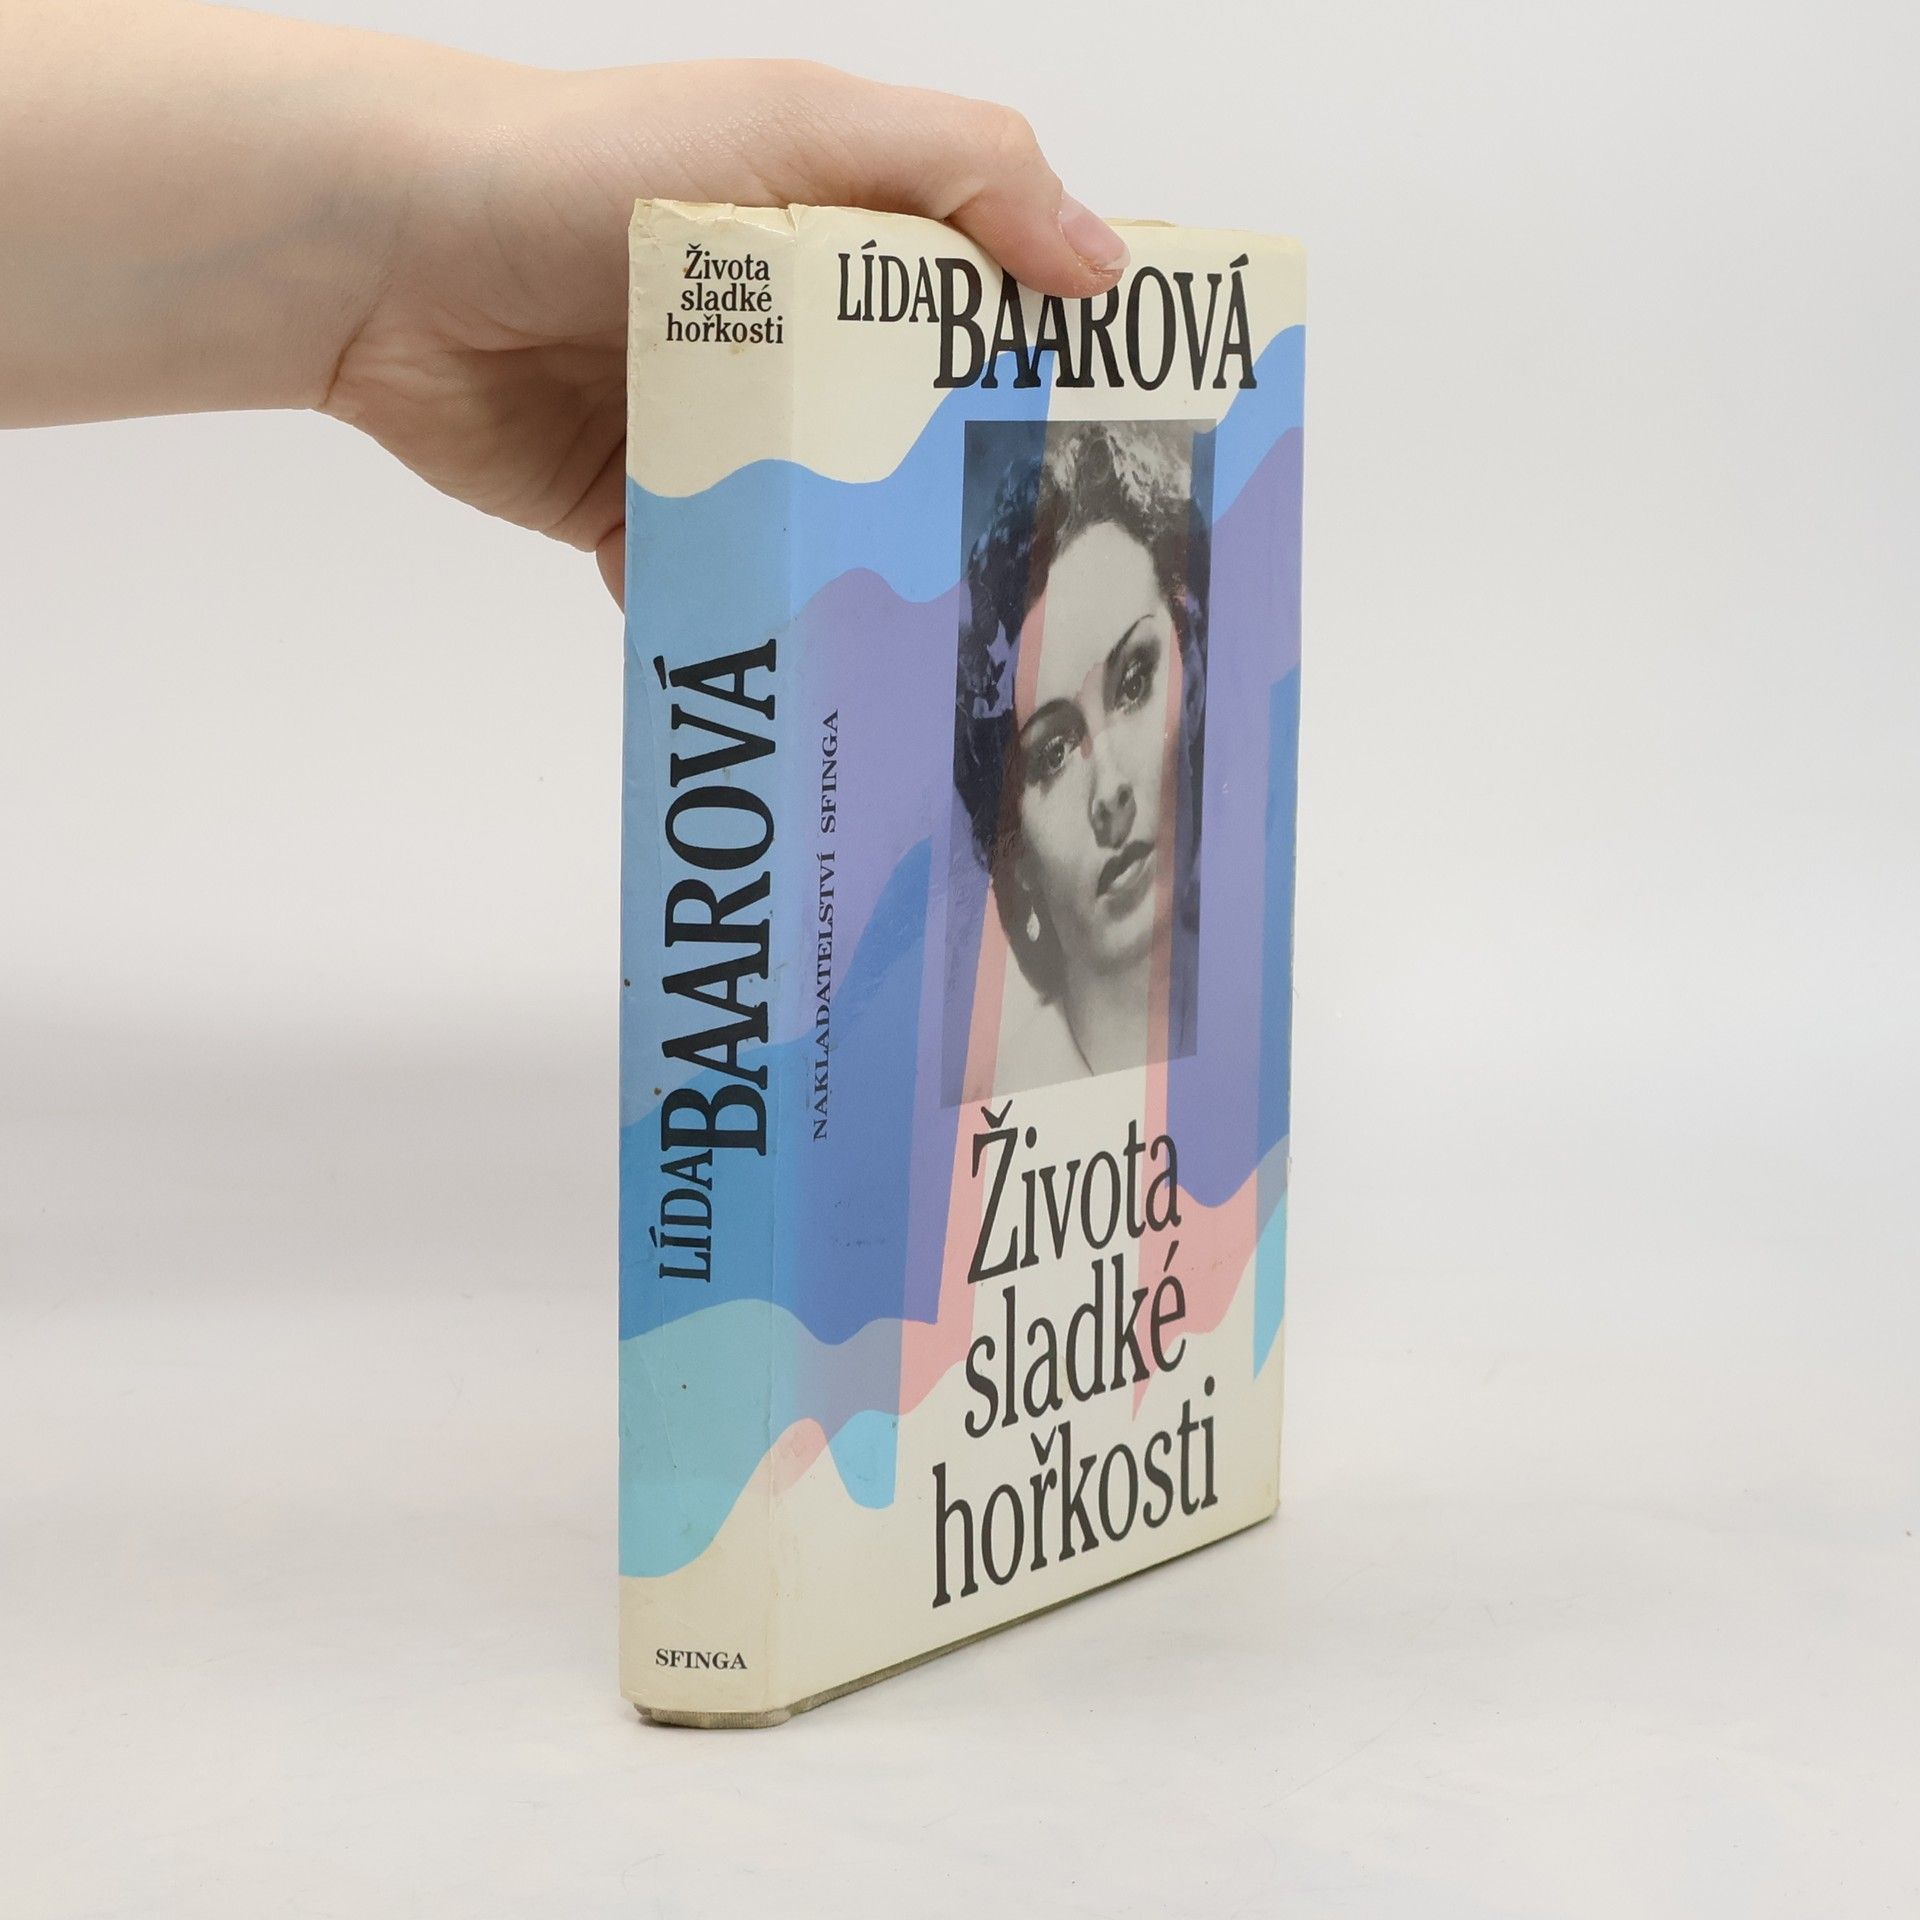 Života
sladké
hořkosti
LÍDA BAAROVÁ
SFINGA
LÍDA BAAROVÁ
NAKLADATELSTVÍ SFINGA
Života
sladké
hořkosti